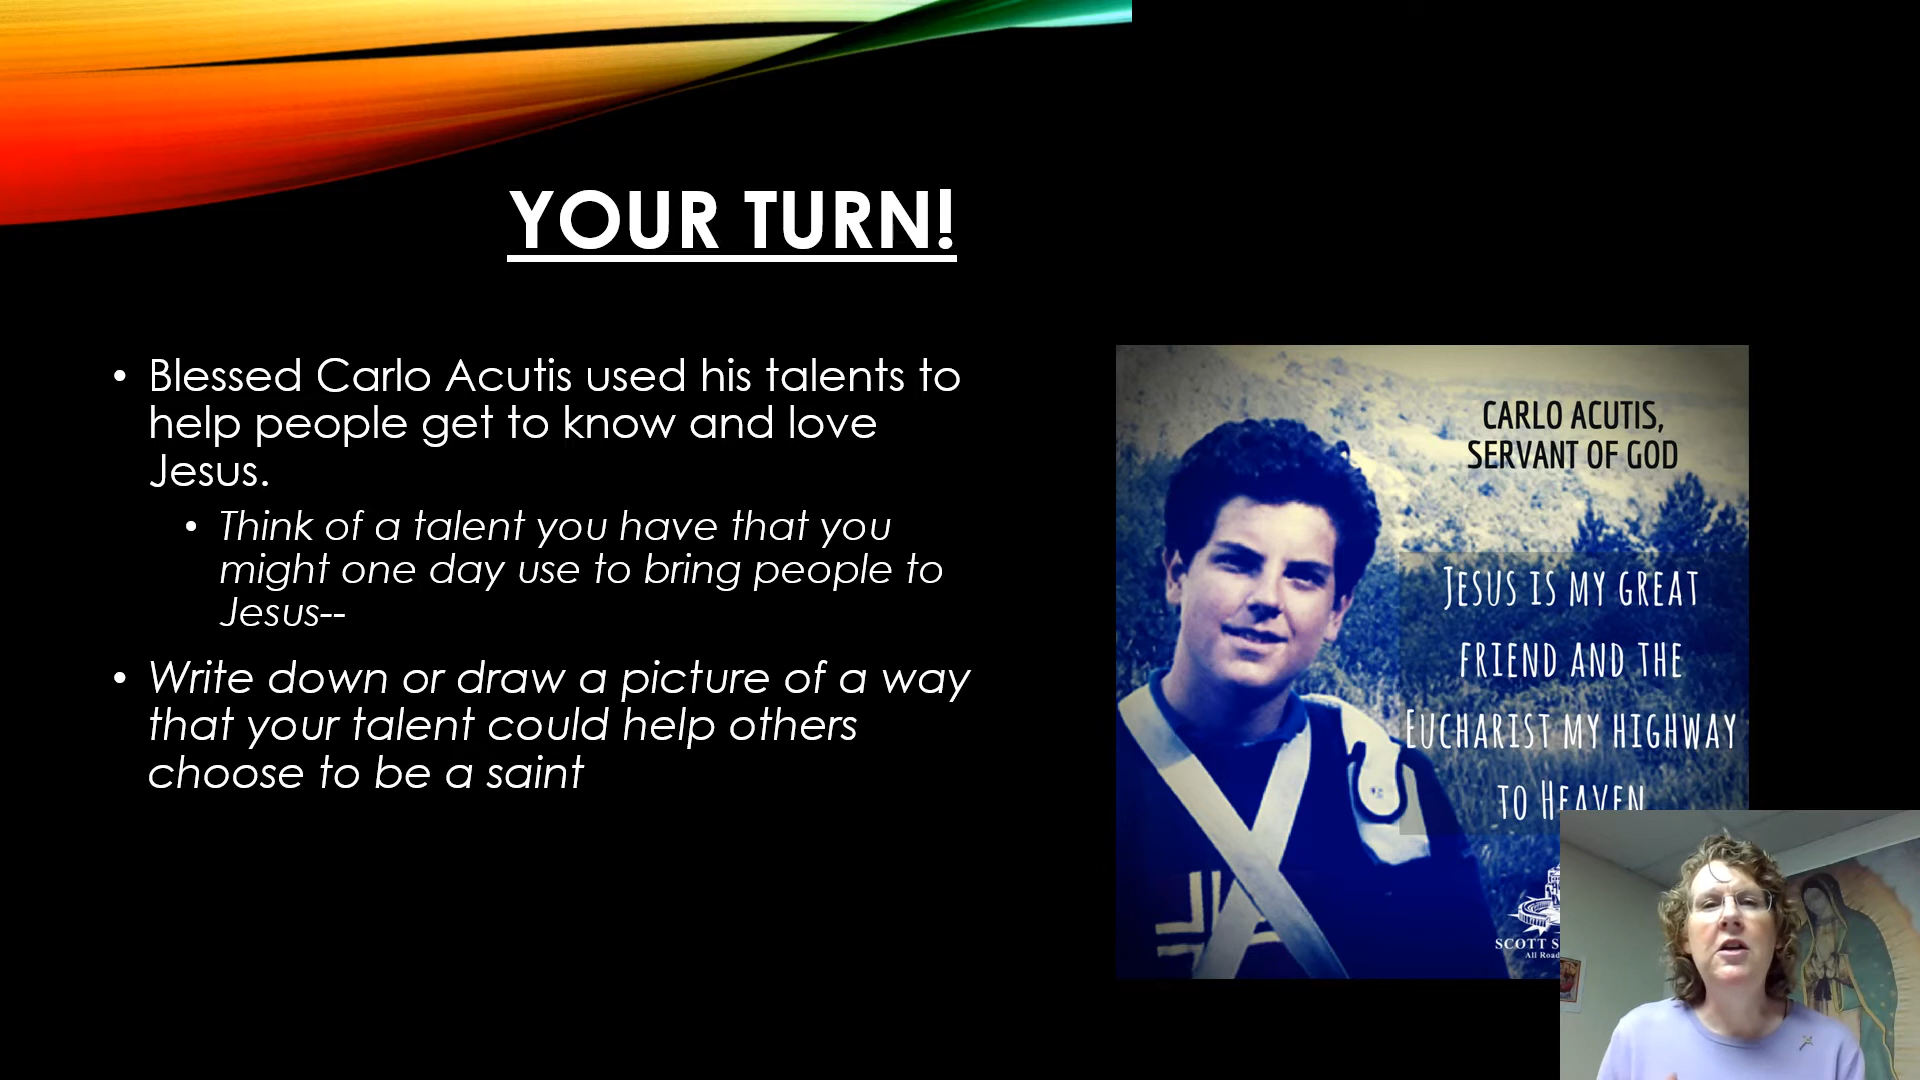 YOUR TURN!
• Blessed Carlo Acutis used his talents to
help people get to know and love
Jesus.
• Think of a talent you have that you
might one day use to bring people to
Jesus--
• Write down or draw a picture of a way
that your talent could help others
choose to be a saint
CARLO ACUTIS,
SERVANT OF GOD
JESUS IS MY GREAT
FRIEND AND THE
EUCHARIST MY HIGHWAY
TO HEAVEN
SCOTT
All